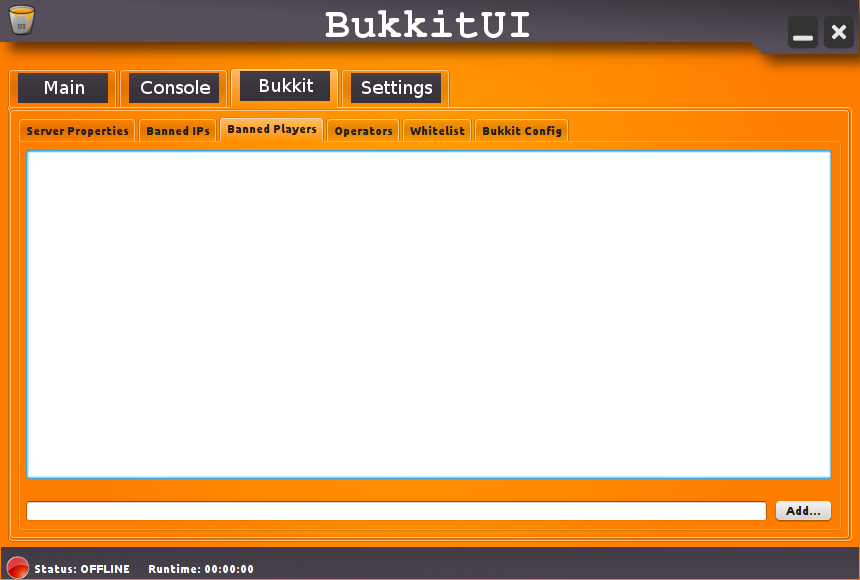 UI
BukkitUI
Main Console Bukkit Settings
Server Properties Banned IPs Banned Players Operators Whitelist Bukkit Config
Add...
Status: OFFLINE Runtime: 00:00:00